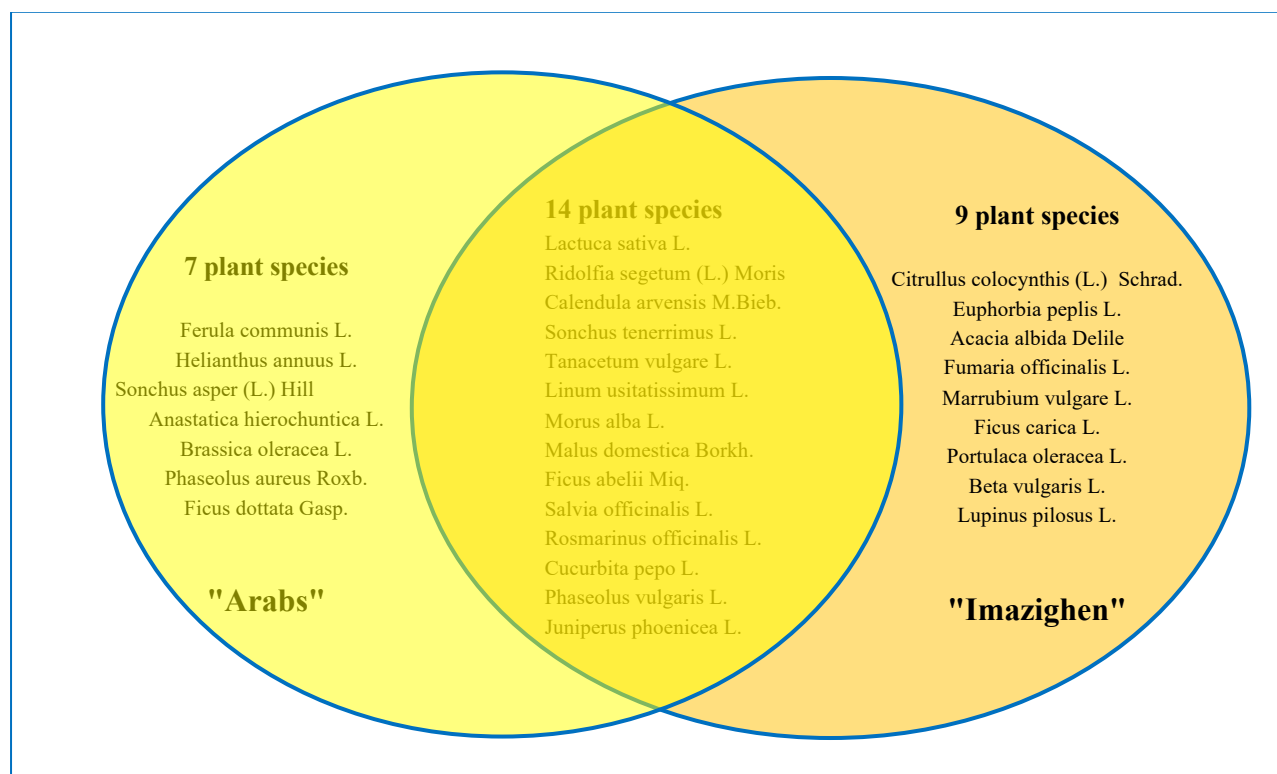 7 plant species
Ferula communis L.
Helianthus annuus L.
Sonchus asper (L.) Hill
Anastatica hierochuntica L.
Brassica oleracea L.
Phaseolus aureus Roxb.
Ficus dottata Gasp.
"Arabs"
14 plant species
Lactuca sativa L.
Ridolfia segetum (L.) Moris
Calendula arvensis M.Bieb.
Sonchus tenerrimus L.
Tanacetum vulgare L.
Linum usitatissimum L.
Morus alba L.
Malus domestica Borkh.
Ficus abelii Miq.
Salvia officinalis L.
Rosmarinus officinalis L.
Cucurbita pepo L.
Phaseolus vulgaris L.
Juniperus phoenicea L.
9 plant species
Citrullus colocynthis (L.) Schrad.
Euphorbia peplis L.
Acacia albida Delile
Fumaria officinalis L.
Marrubium vulgare L.
Ficus carica L.
Portulaca oleracea L.
Beta vulgaris L.
Lupinus pilosus L.
"Imazighen"